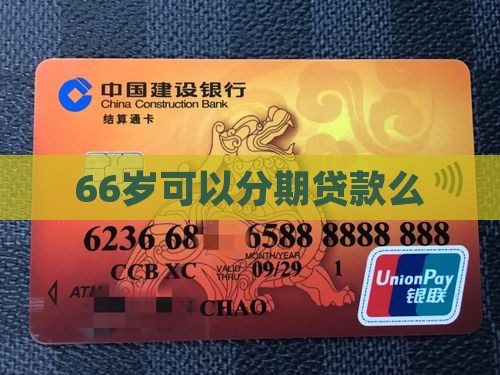 中国建设银行
China Construction Bank
结算通卡
66岁可以分期贷款么
6236 68 6588 8888 888
MONTH/YEAR
CCB XC VALID THRU 09/29 1
ATM
CHAO
UnionPay
银联